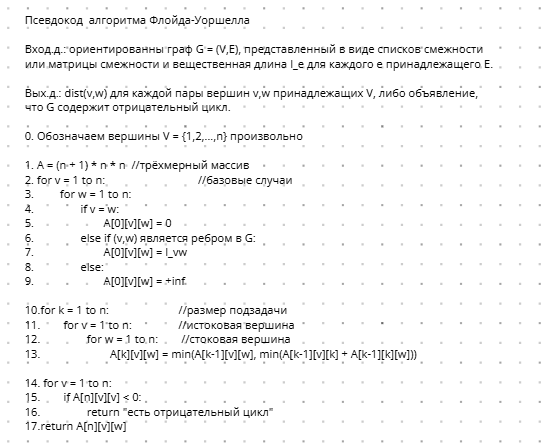 Псевдокод алгоритма Флойда-Уоршелла
Вход.д.: ориентированны граф G = (V,E), представленный в виде списков смежности
или матрицы смежности и вещественная длина l_e для каждого e принадлежащего E.
Вых.д.: dist(v,w) для каждой пары вершин v,w принадлежащих V, либо объявление,
что G содержит отрицательный цикл.
0. Обозначаем вершины V = {1,2,...,n} произвольно
1. A = (n + 1) * n * n //трёхмерный массив
2. for v = 1 to n: //базовые случаи
3. for w = 1 to n:
4. if v = w:
5. A[0][v][w] = 0
6. else if (v,w) является ребром в G:
7. A[0][v][w] = l_vw
8. else:
9. A[0][v][w] = +inf
10.for k = 1 to n: //размер подзадачи
11. for v = 1 to n: //истоковая вершина
12. for w = 1 to n: //стоковая вершина
13. A[k][v][w] = min(A[k-1][v][w], min(A[k-1][v][k] + A[k-1][k][w]))
14. for v = 1 to n:
15. if A[n][v][v] < 0:
16. return "есть отрицательный цикл"
17.return A[n][v][w]